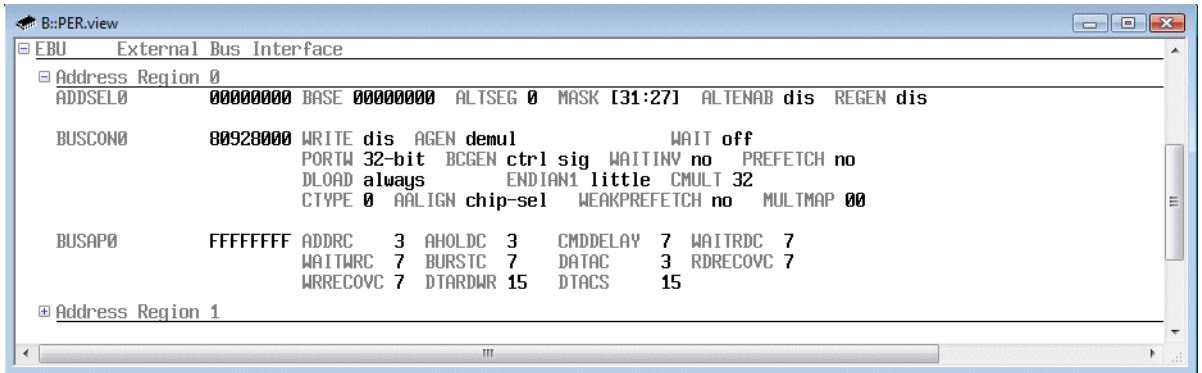 B::PER.view
EBU External Bus Interface
Address Region 0
ADDSEL0 00000000 BASE 00000000 ALTSEG 0 MASK [31:27] ALTENAB dis REGEN dis
BUSCON0 80928000 WRITE dis AGEN demul WAIT off
PORTW 32-bit BCGEN ctrl sig WAITINV no PREFETCH no
DLOAD always ENDIAN1 little CMULT 32
CTYPE 0 AALIGN chip-sel WEAKPREFETCH no MULTMAP 00
BUSAP0 FFFFFFFF ADDRC 3 AHOLDC 3 CMDDELAY 7 WAITRDC 7
WAITWRC 7 BURSTC 7 DATAC 3 RDRECOVC 7
WRRECOVC 7 DTARDWR 15 DTACS 15
Address Region 1